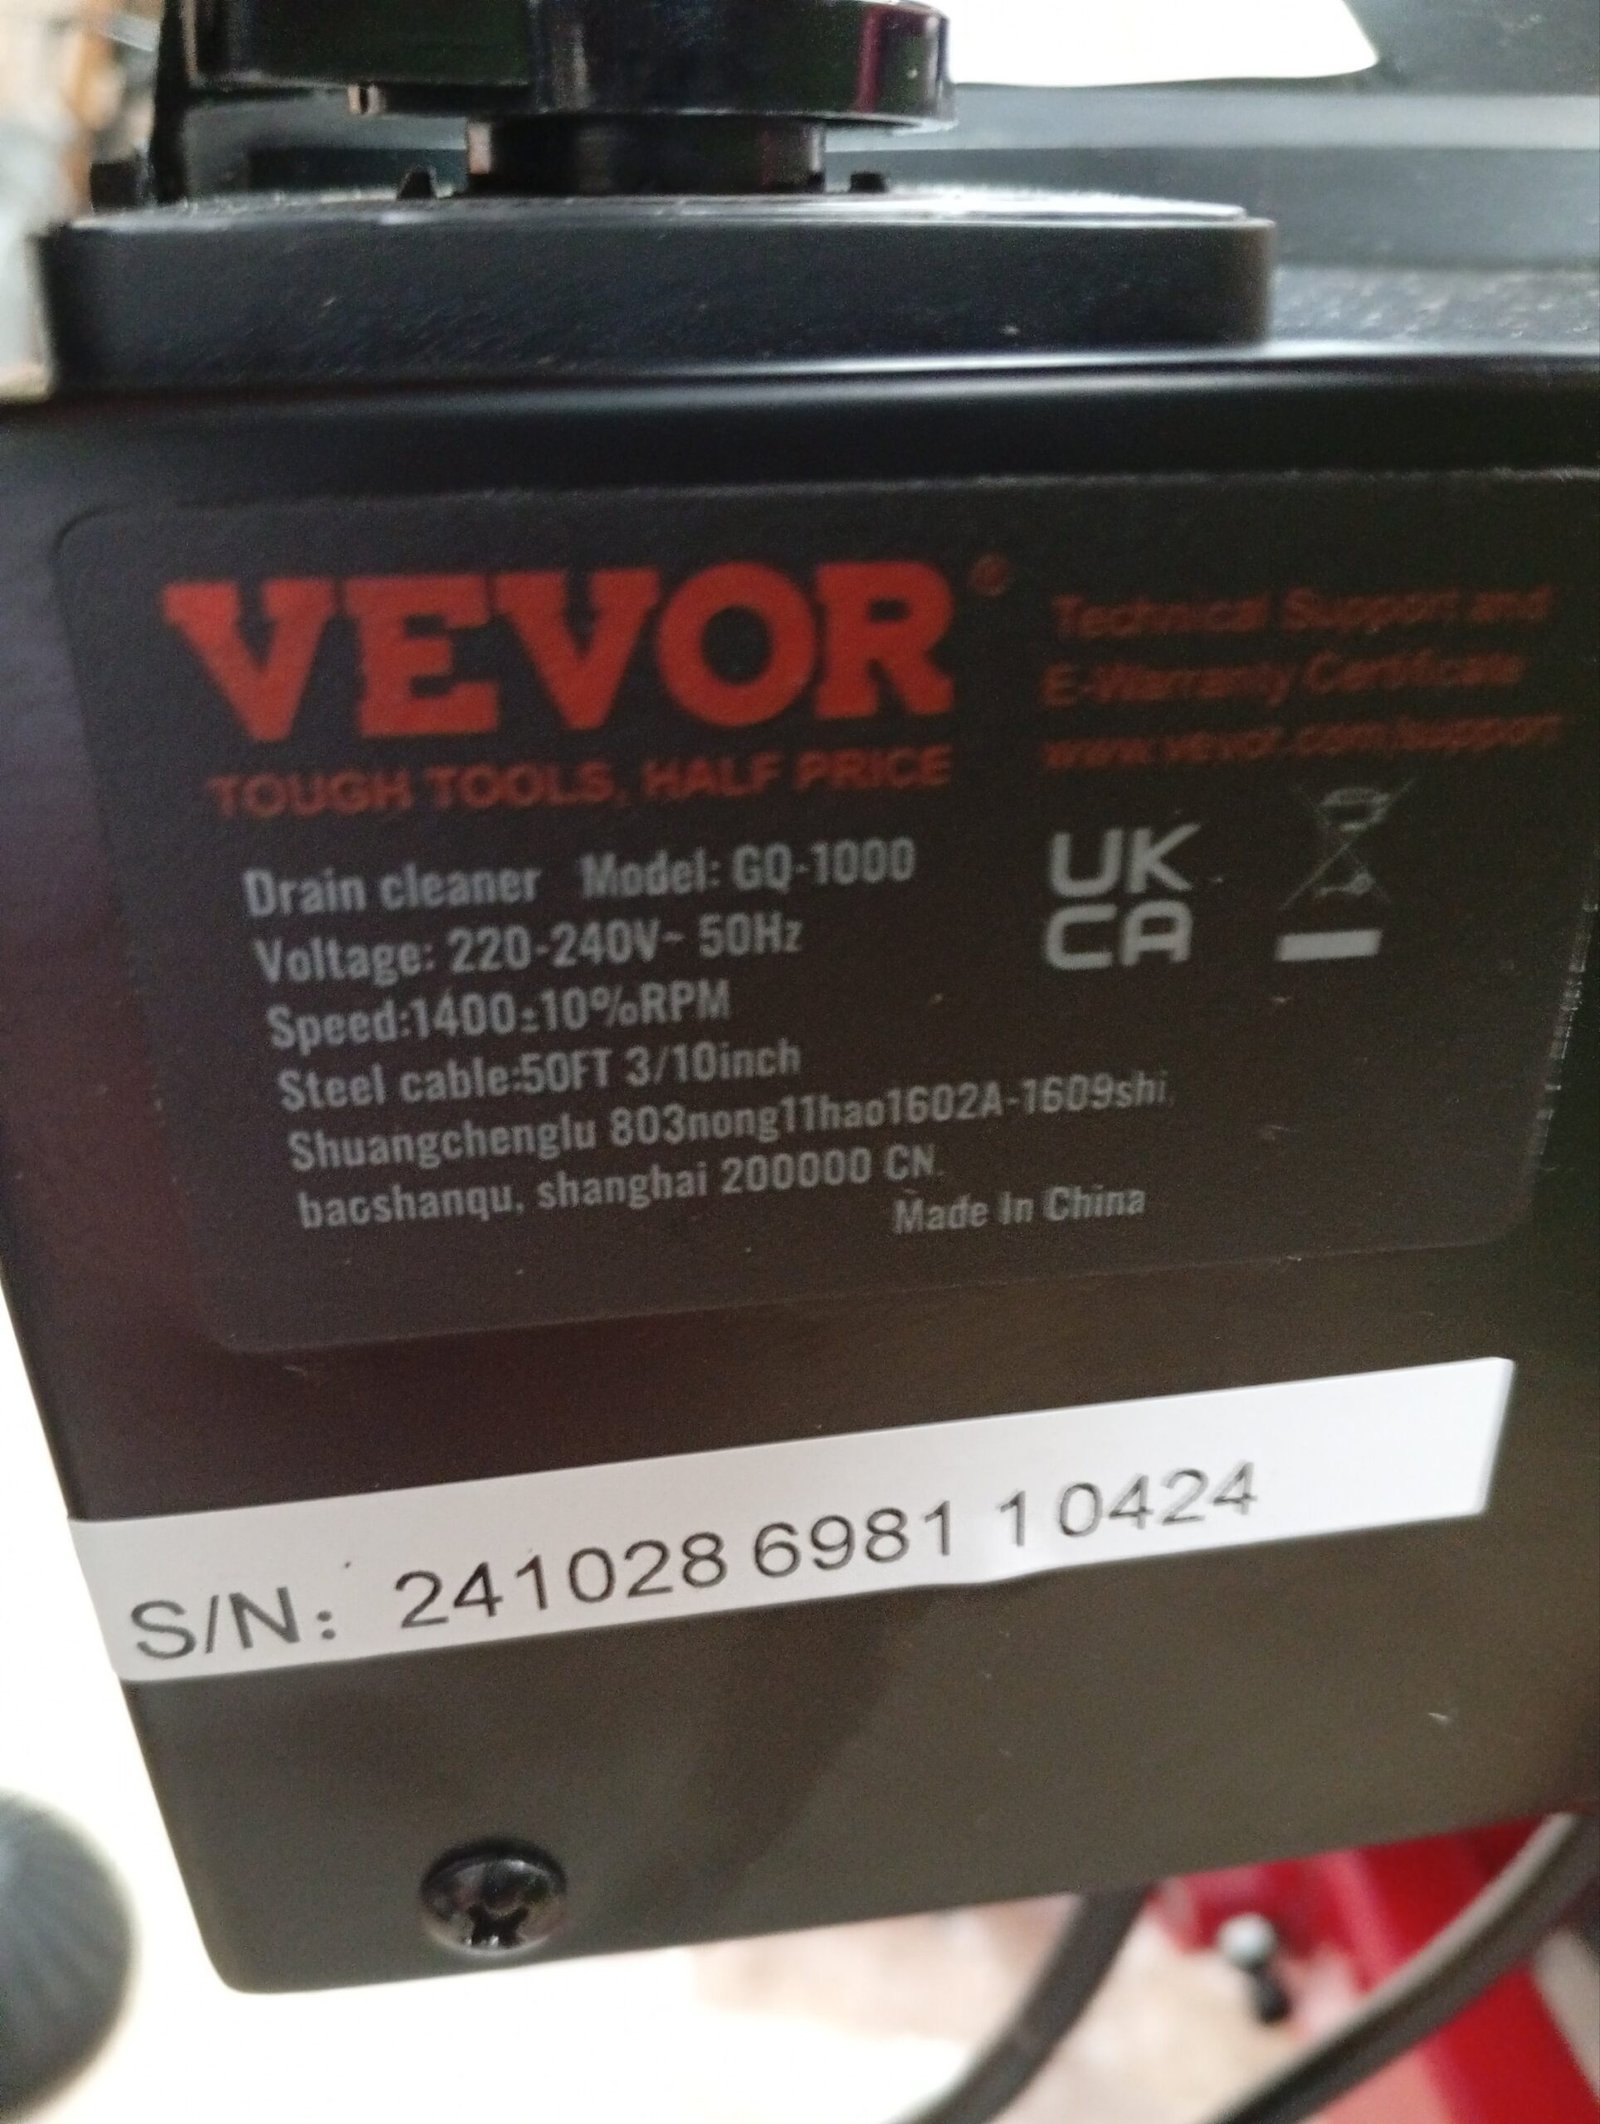 VEVOR®
TOUGH TOOLS, HALF PRICE
Technical Support and
E-Warranty Certificate
www.vevor.com/support
Drain cleaner Model: GQ-1000
Voltage: 220-240V~ 50Hz
Speed:1400±10%RPM
Steel cable:50FT 3/10inch
Shuangchenglu 803nong11hao1602A-1609shi,
baoshanqu, shanghai 200000 CN.
Made In China
UK
CA
S/N: 241028 6981 1 0424